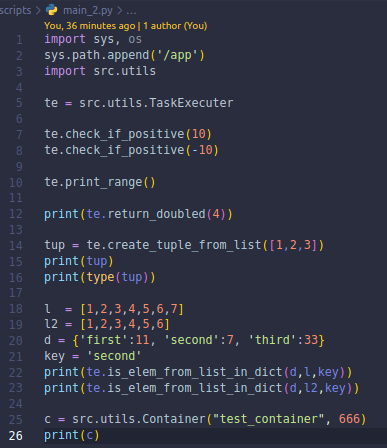 scripts > main_2.py > ...
You, 36 minutes ago | 1 author (You)
1 import sys, os
2 sys.path.append('/app')
3 import src.utils
4
5 te = src.utils.TaskExecuter
6
7 te.check_if_positive(10)
8 te.check_if_positive(-10)
9
10 te.print_range()
11
12 print(te.return_doubled(4))
13
14 tup = te.create_tuple_from_list([1,2,3])
15 print(tup)
16 print(type(tup))
17
18 l  = [1,2,3,4,5,6,7]
19 l2 = [1,2,3,4,5,6]
20 d = {'first':11, 'second':7, 'third':33}
21 key = 'second'
22 print(te.is_elem_from_list_in_dict(d,l,key))
23 print(te.is_elem_from_list_in_dict(d,l2,key))
24
25 c = src.utils.Container("test_container", 666)
26 print(c)